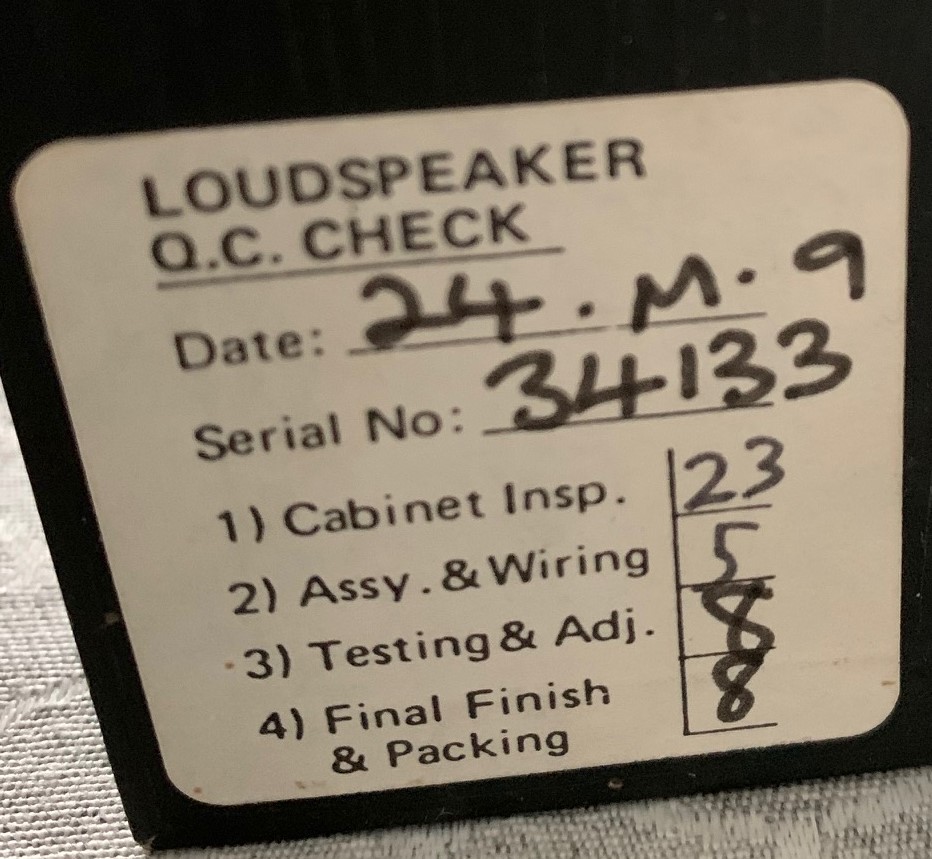 LOUDSPEAKER
Q.C. CHECK
Date: 24.M.9
Serial No: 34133
1) Cabinet Insp. 23
2) Assy. & Wiring 5
3) Testing & Adj. 8
4) Final Finish
& Packing 8